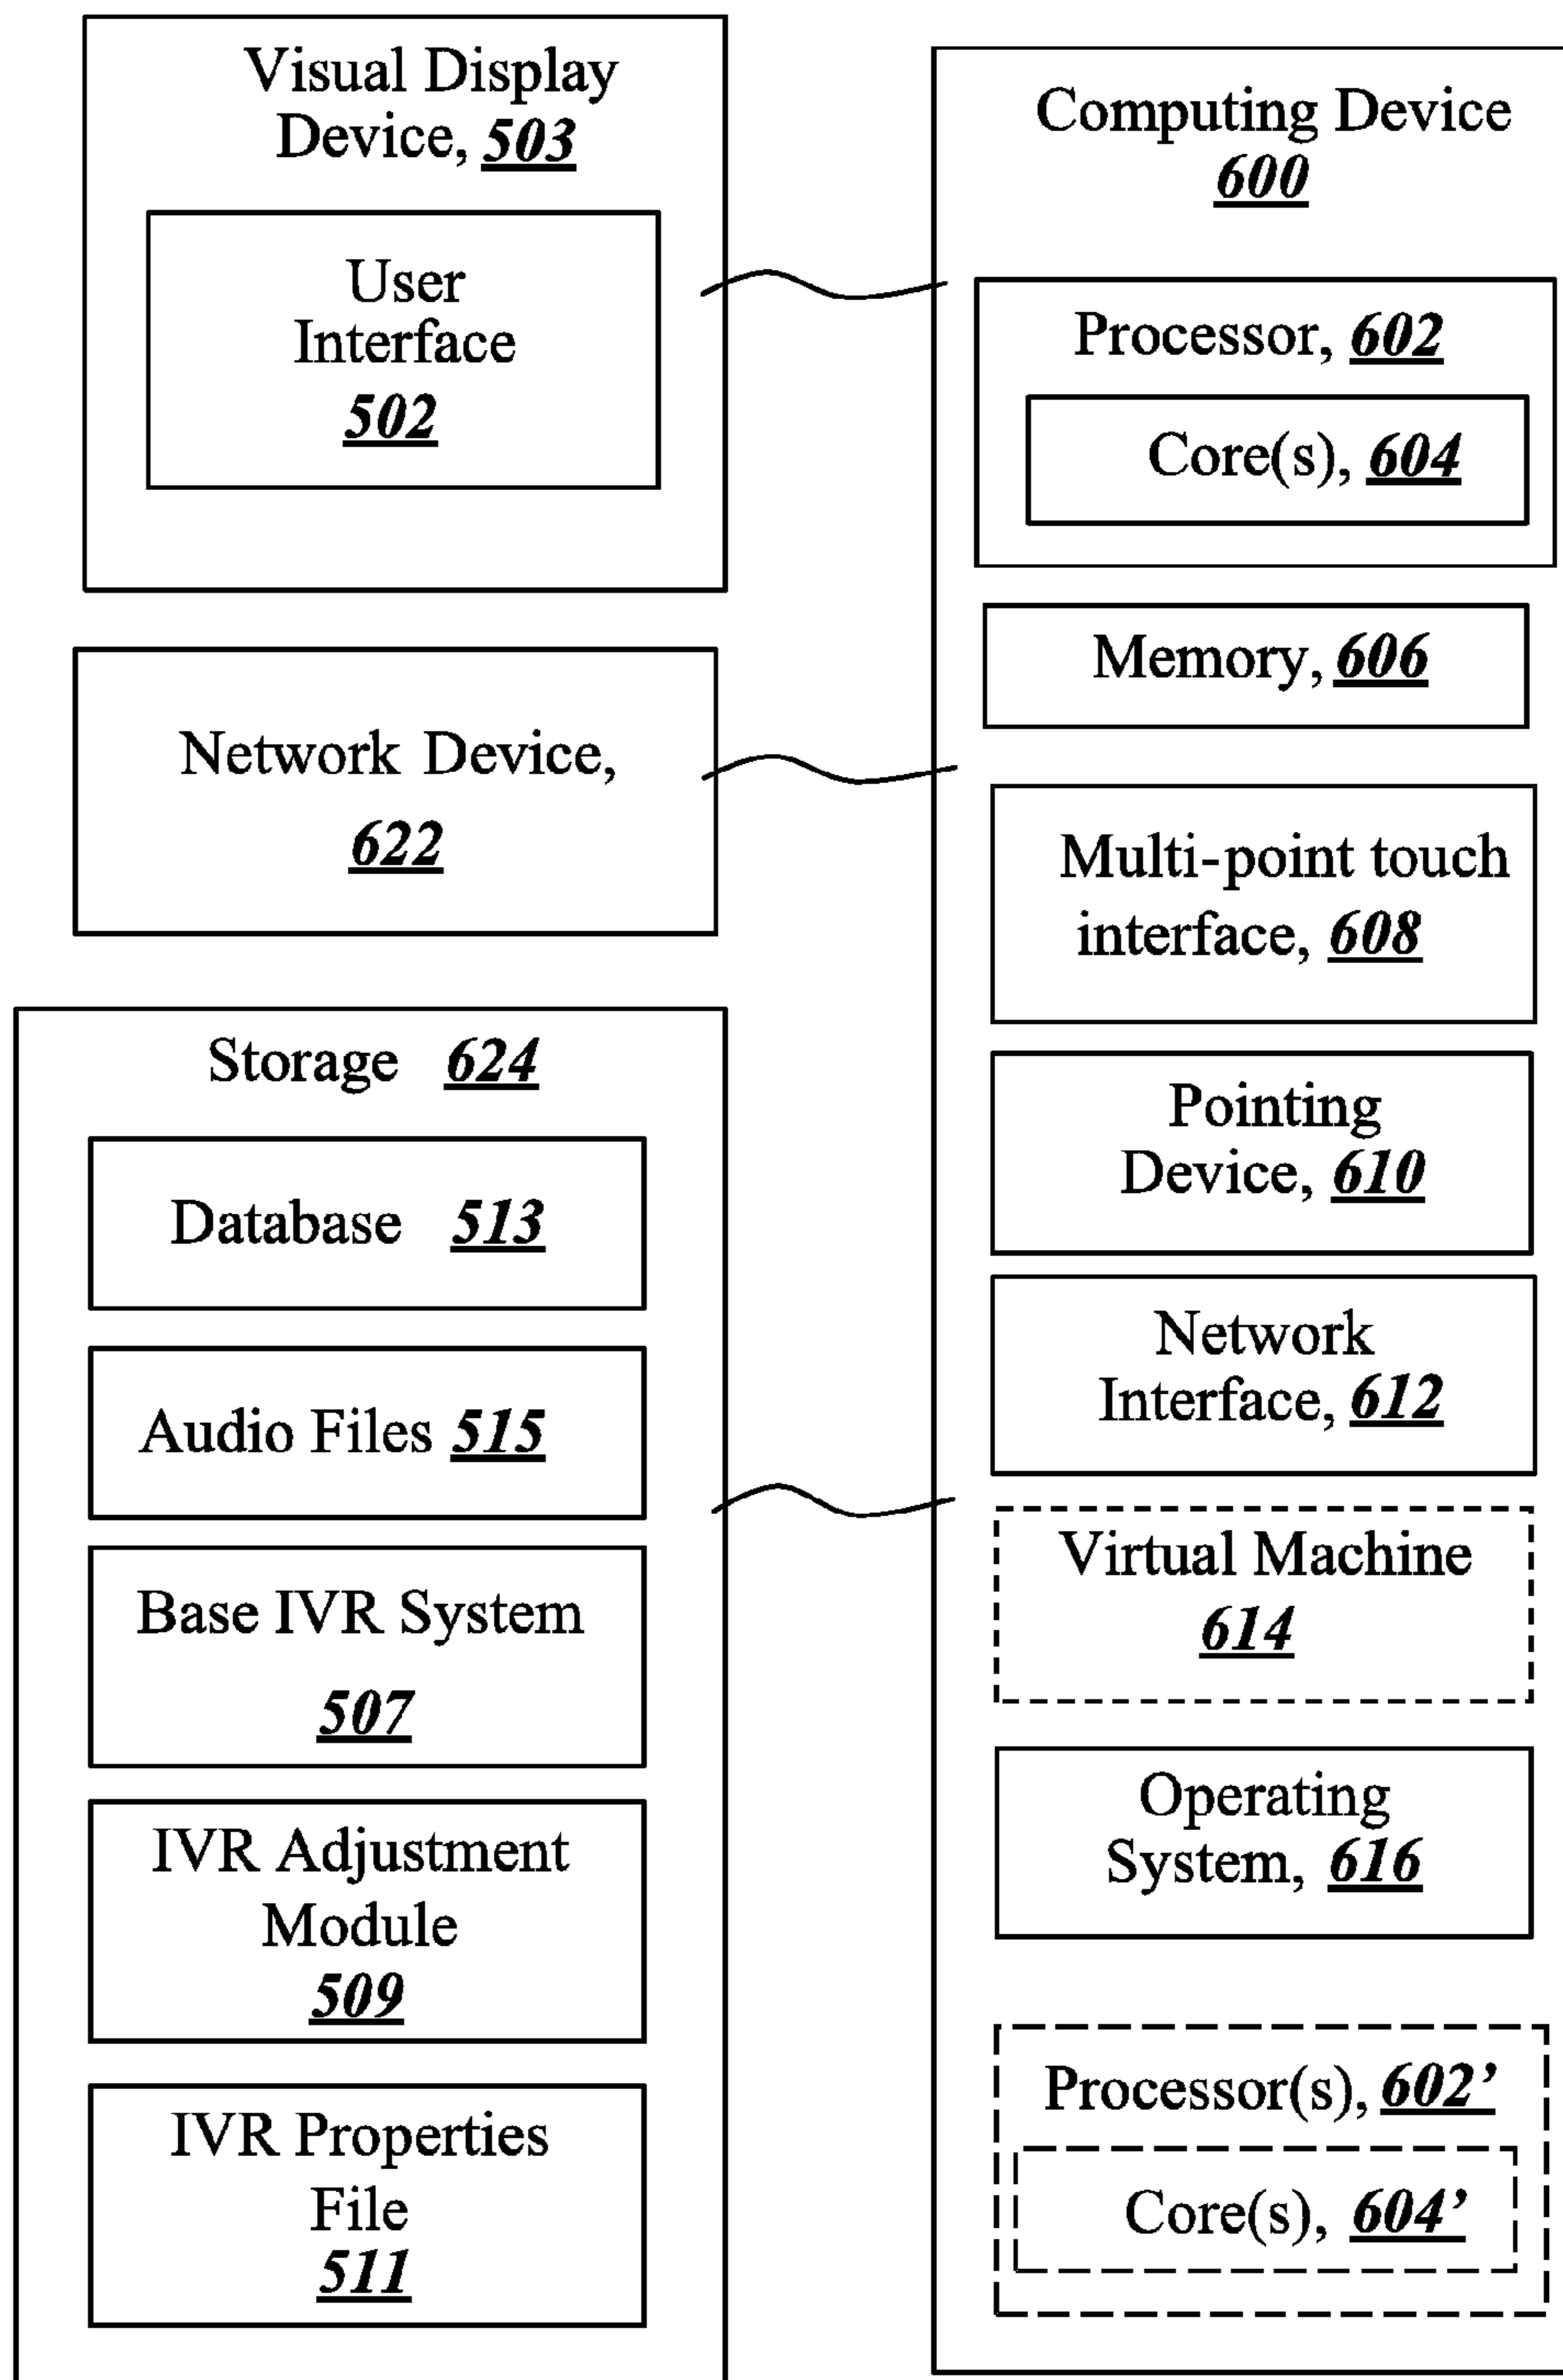 Visual Display
Device, 503
User
Interface
502
Network Device,
622
Storage 624
Database 513
Audio Files 515
Base IVR System
507
IVR Adjustment
Module
509
IVR Properties
File
511
Computing Device
600
Processor, 602
Core(s), 604
Memory, 606
Multi-point touch
interface, 608
Pointing
Device, 610
Network
Interface, 612
Virtual Machine
614
Operating
System, 616
Processor(s), 602’
Core(s), 604’